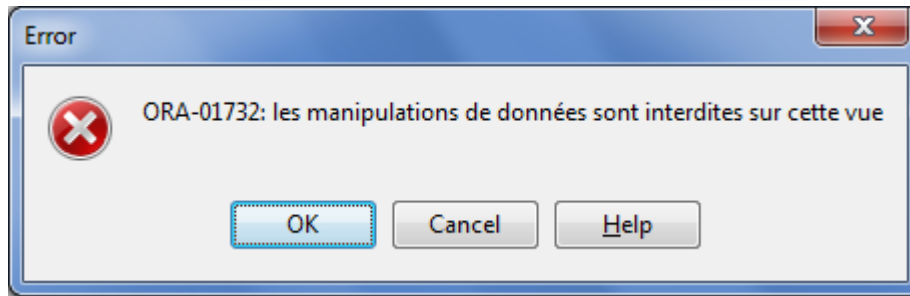 Error
ORA-01732: les manipulations de données sont interdites sur cette vue
OK Cancel Help